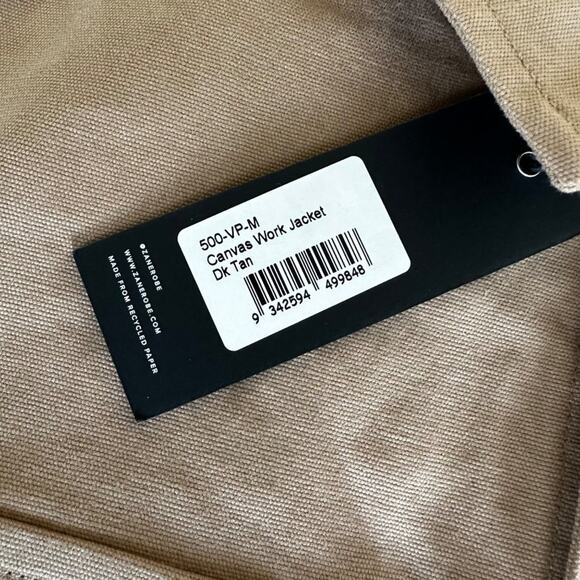 500-VP-M
Canvas Work Jacket
Dk Tan
9 342594 499848
@ZANEROBE
WWW.ZANEROBE.COM
MADE FROM RECYCLED PAPER